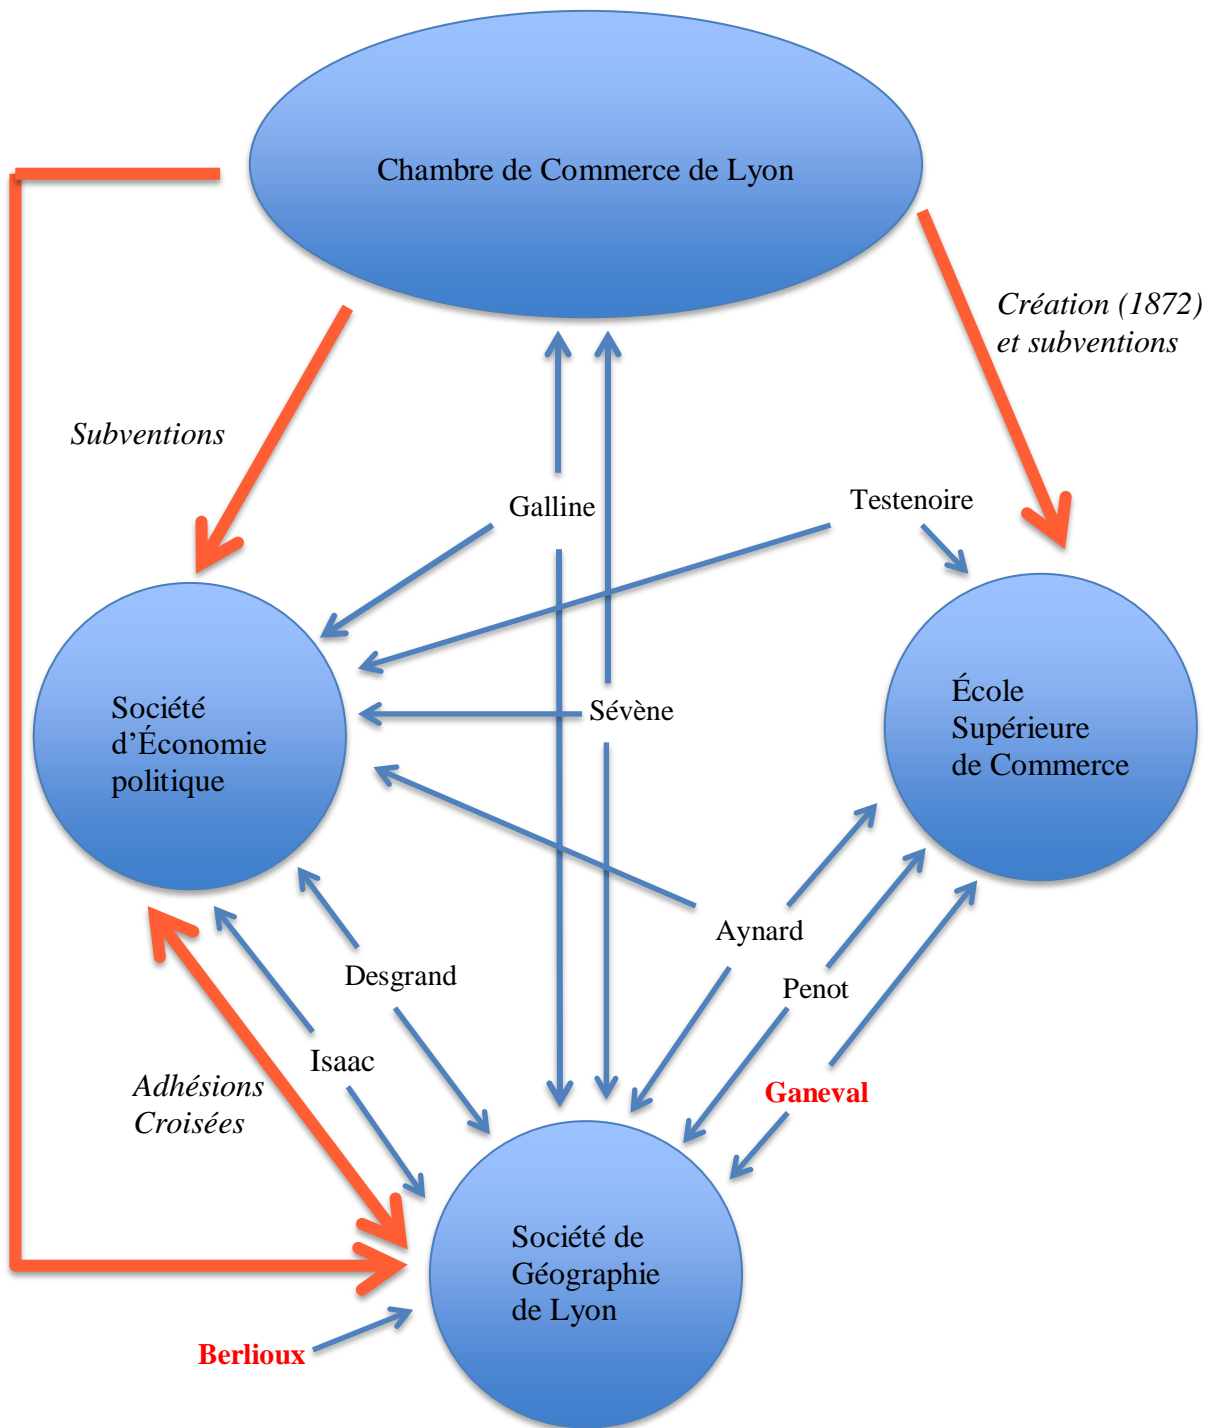 Chambre de Commerce de Lyon
Création (1872)
et subventions
Subventions
Galline
Testenoire
Société
d’Économie
politique
Sévène
École
Supérieure
de Commerce
Aynard
Desgrand
Penot
Isaac
Adhésions
Croisées
Ganeval
Société de
Géographie
de Lyon
Berlioux